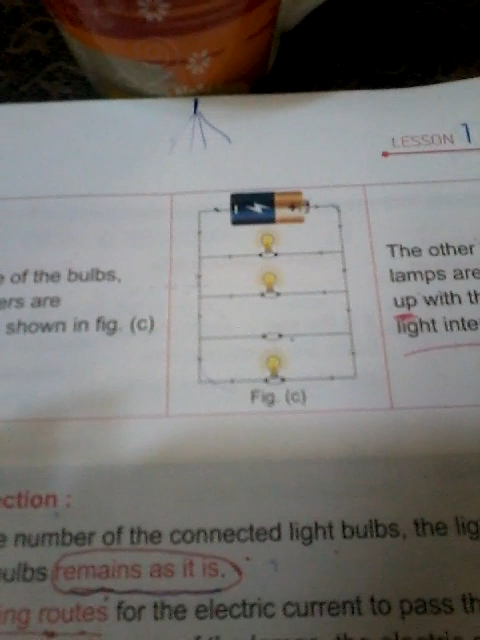 LESSON 1
e of the bulbs,
ers are
shown in fig. (c)
Fig. (c)
The other
lamps are
up with th
light inte
ction :
e number of the connected light bulbs, the lig
ulbs remains as it is.
ing routes for the electric current to pass th